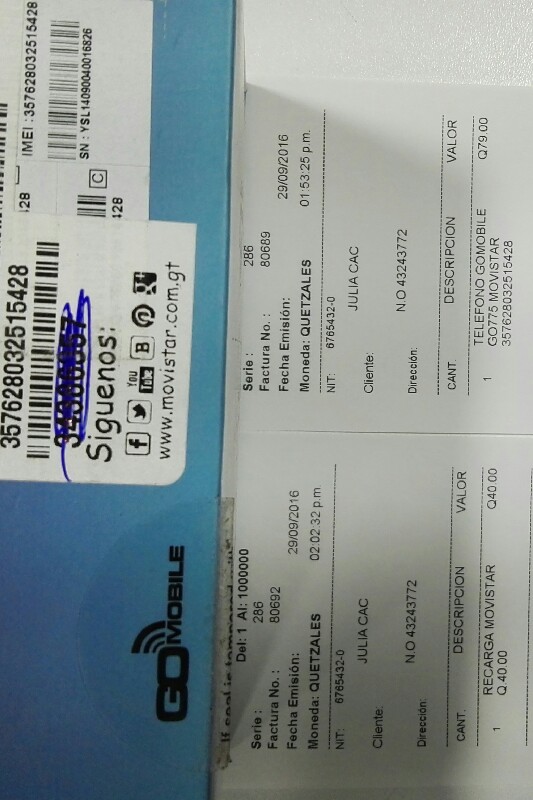 IMEI : 357628032515428
SN : YSL14090040016826
C
428
428
357628032515428
Siguenos:
f YOU Tube B
www.movistar.com.gt
GO MOBILE
If seal is
Serie : 286
Factura No. : 80689
Fecha Emisión: 29/09/2016
Moneda: QUETZALES 01:53:25 p.m.
NIT: 6765432-0
Cliente: JULIA CAC
Dirección: N.O 43243772
CANT. DESCRIPCION VALOR
1 TELEFONO GOMOBILE Q79.00
GO775 MOVISTAR
357628032515428
Del: 1 Al: 1000000
Serie : 286
Factura No. : 80692
Fecha Emisión: 29/09/2016
Moneda: QUETZALES 02:02:32 p.m.
NIT: 6765432-0
Cliente: JULIA CAC
Dirección: N.O 43243772
CANT. DESCRIPCION VALOR
1 RECARGA MOVISTAR Q40.00
Q 40.00